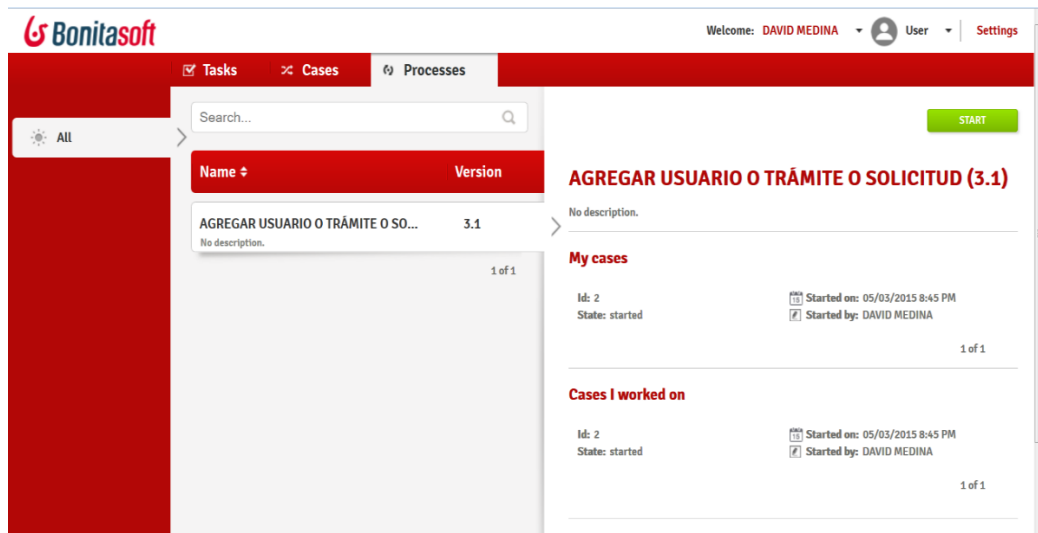 Bonitasoft
Welcome: DAVID MEDINA User Settings
Tasks Cases Processes
All
Search...
Name Version
AGREGAR USUARIO O TRÁMITE O SO... 3.1
No description.
1 of 1
START
AGREGAR USUARIO O TRÁMITE O SOLICITUD (3.1)
No description.
My cases
Id: 2 Started on: 05/03/2015 8:45 PM
State: started Started by: DAVID MEDINA
1 of 1
Cases I worked on
Id: 2 Started on: 05/03/2015 8:45 PM
State: started Started by: DAVID MEDINA
1 of 1